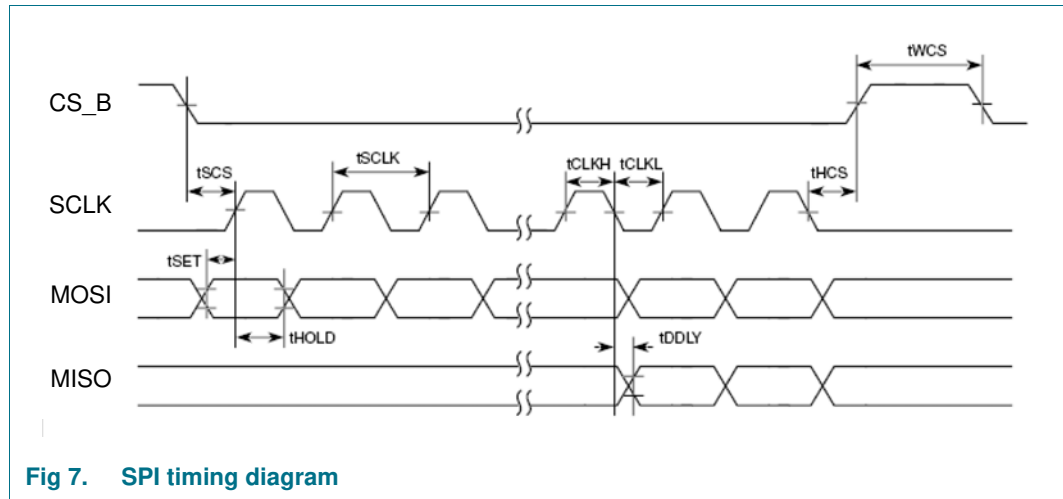 tWCS
CS_B
tSCS
tSCLK
tCLKH
tCLKL
tHCS
SCLK
tSET
MOSI
tHOLD
tDDLY
MISO
Fig 7. SPI timing diagram